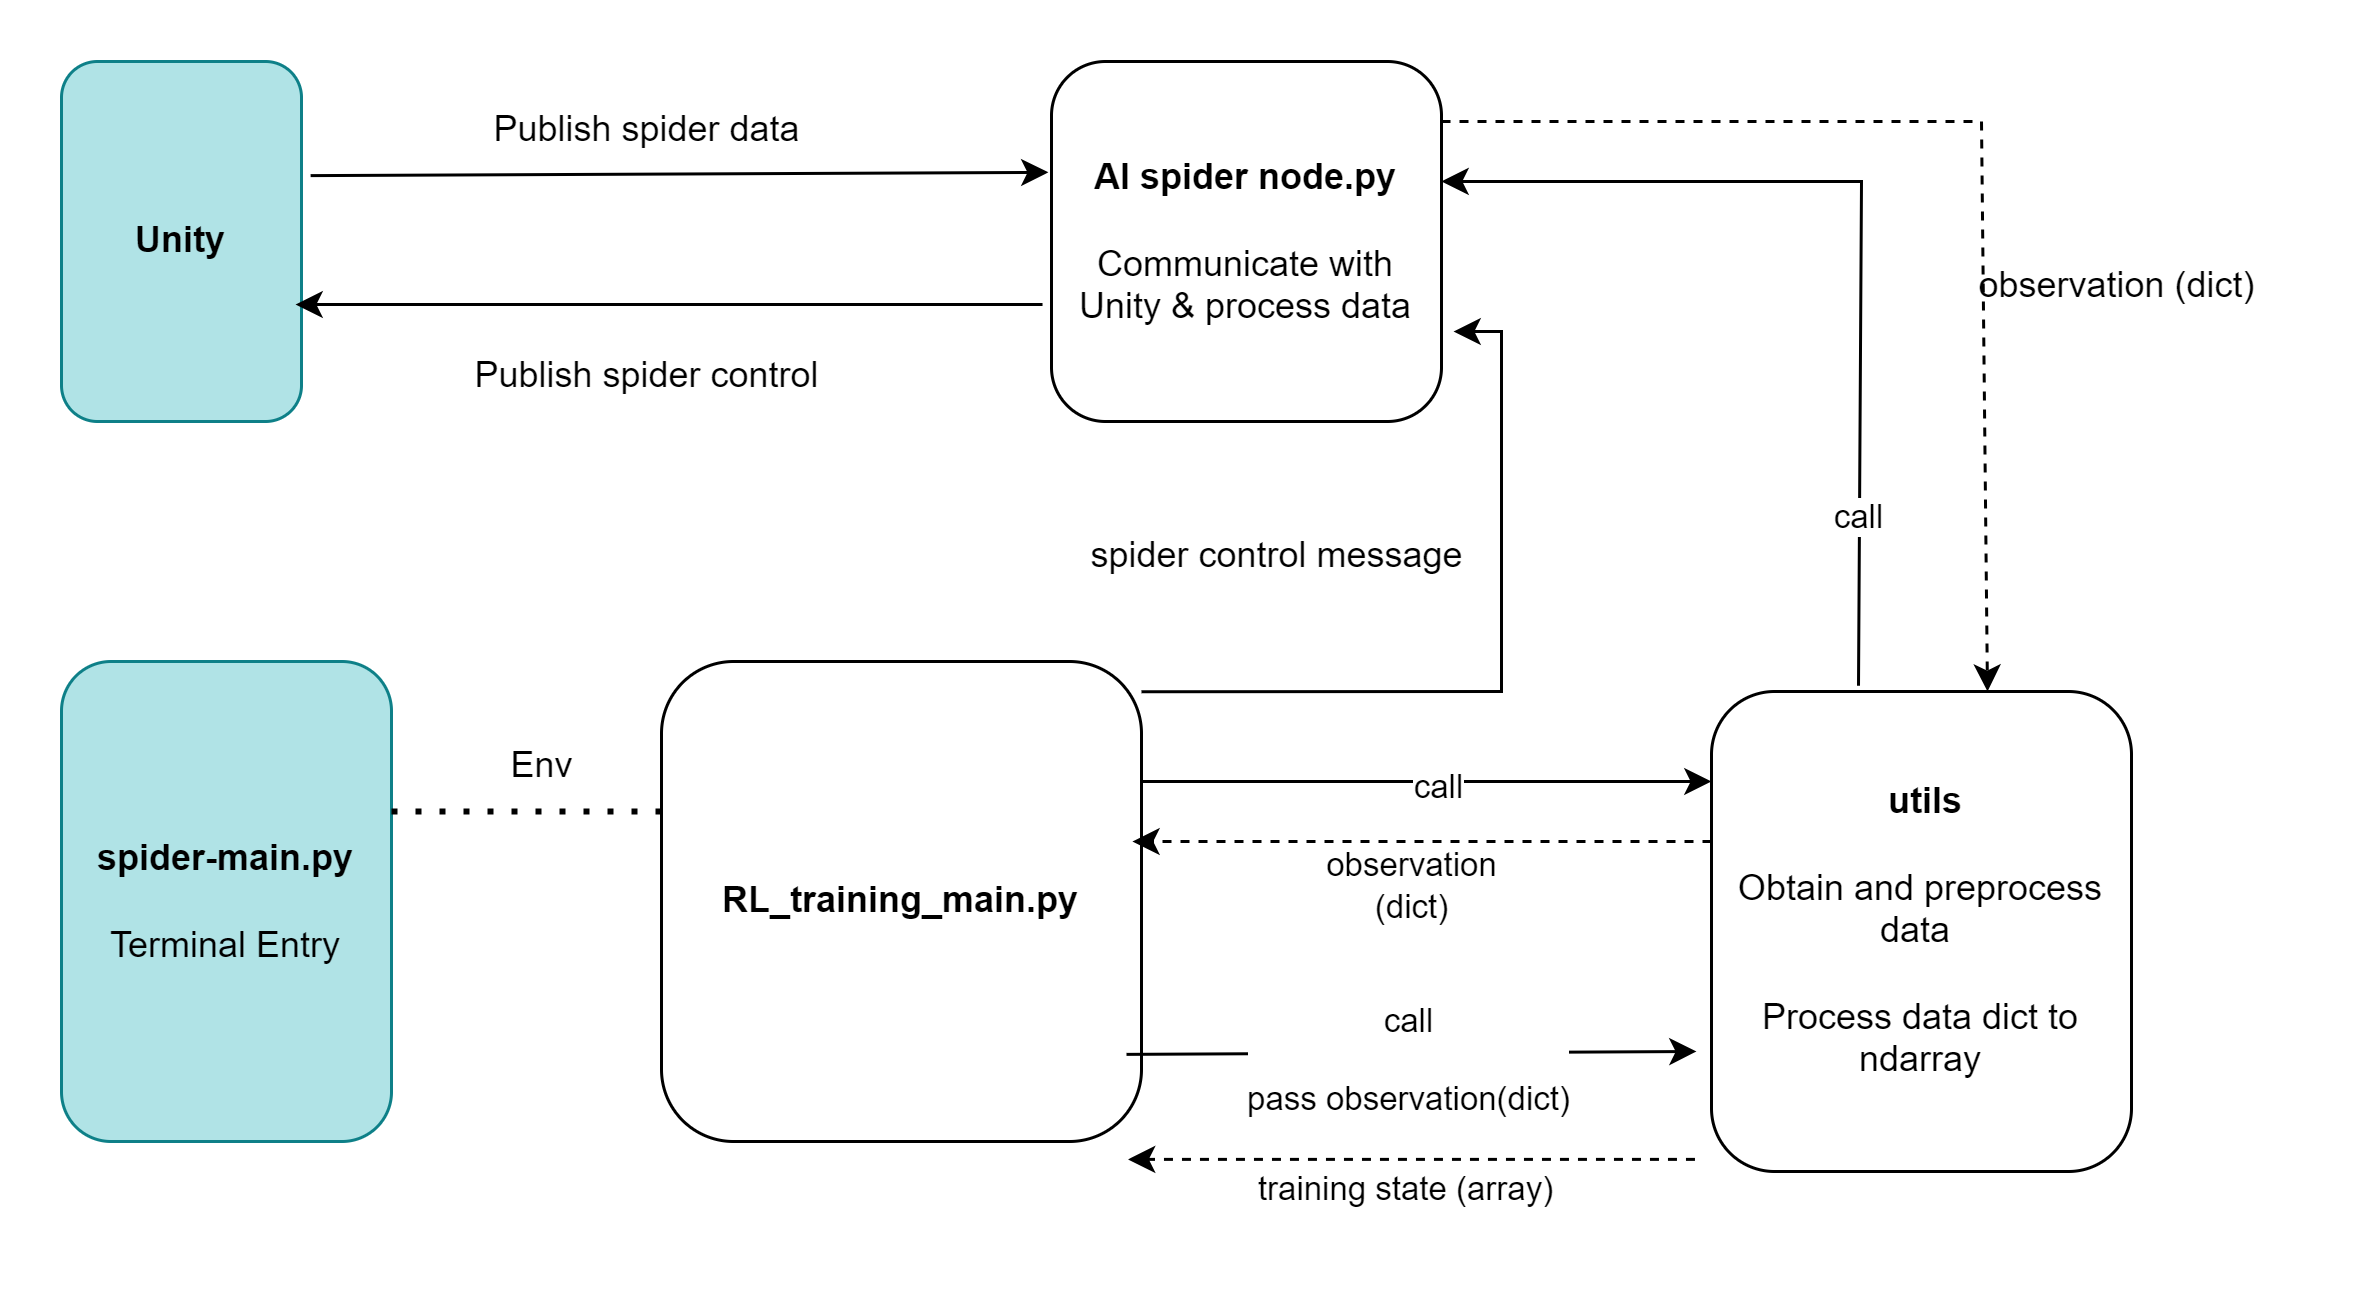 Publish spider data
Unity
Publish spider control
AI spider node.py
Communicate with
Unity & process data
observation (dict)
call
spider control message
Env
spider-main.py
Terminal Entry
RL_training_main.py
call
observation
(dict)
call
pass observation(dict)
training state (array)
utils
Obtain and preprocess
data
Process data dict to
ndarray